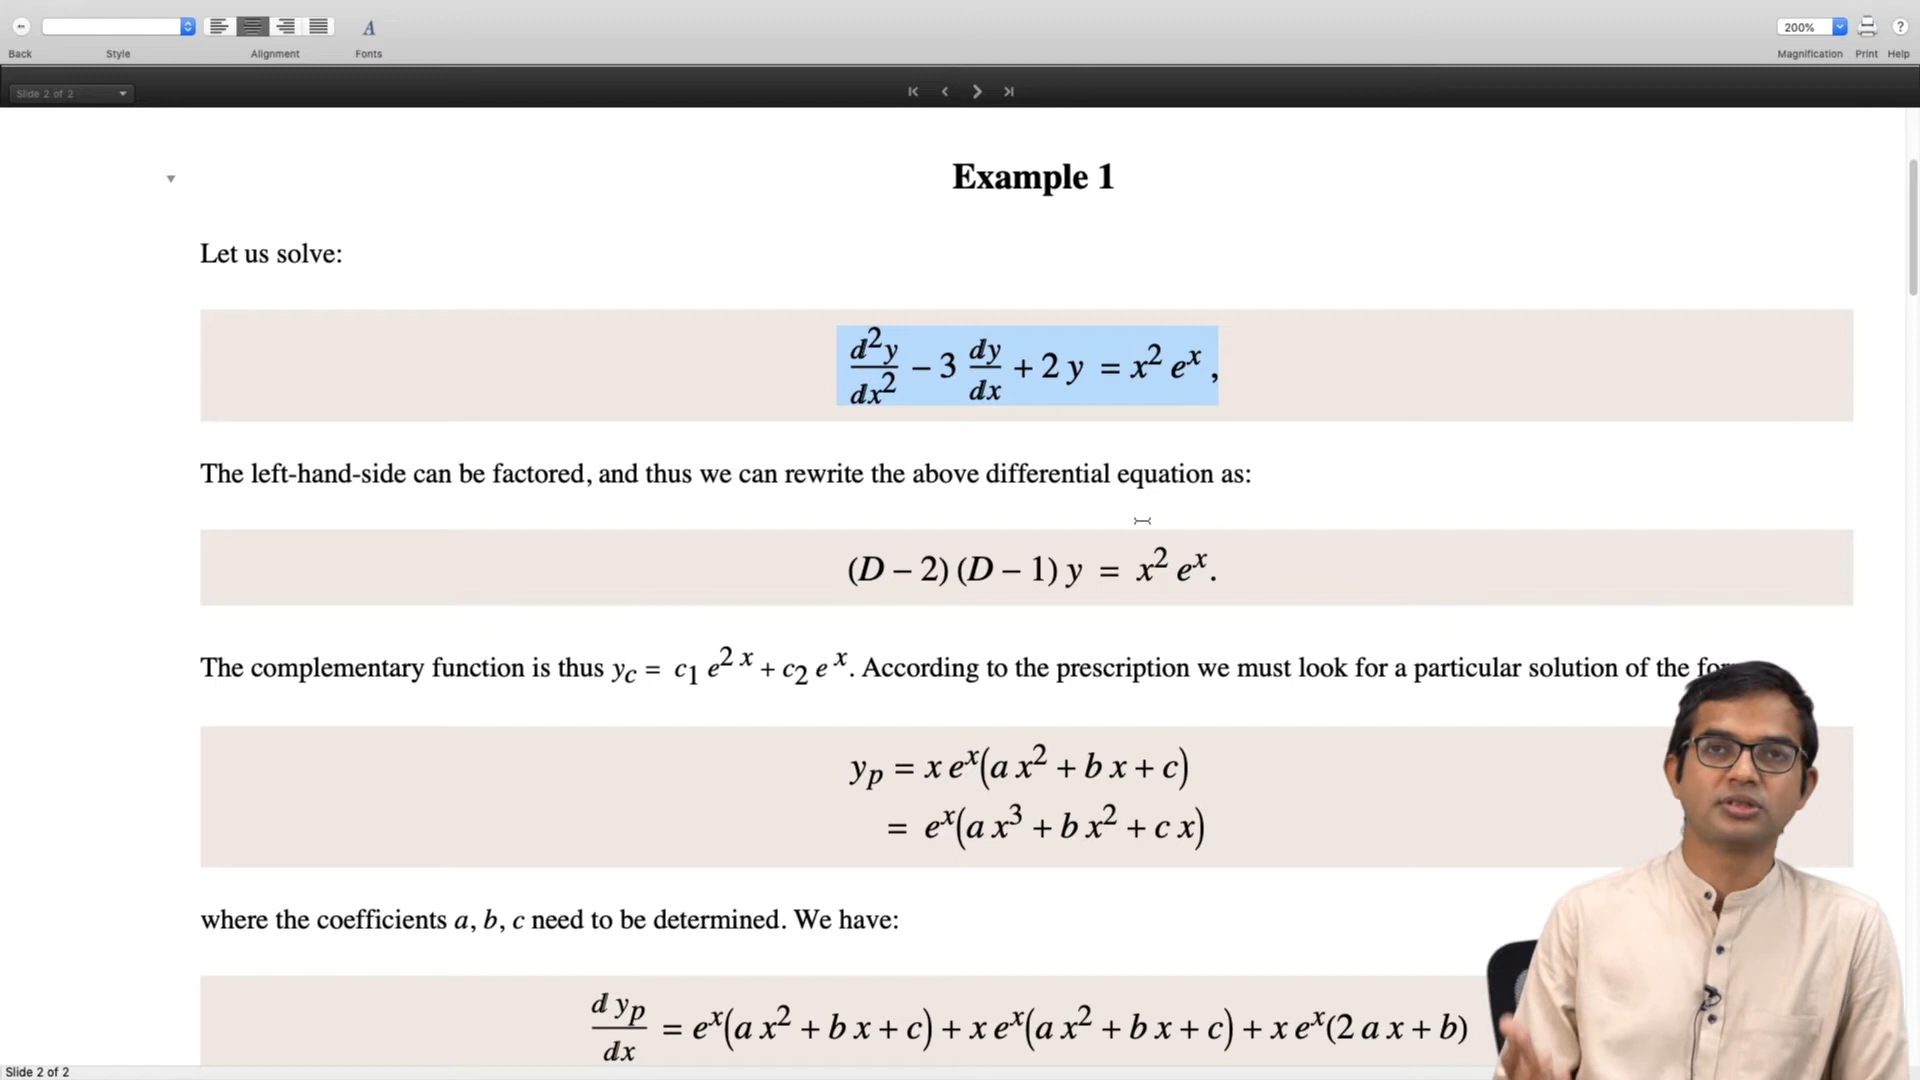 200%
Back Style Alignment Fonts Magnification Print Help
Slide 2 of 2
Example 1
Let us solve:
d²y/dx² − 3 dy/dx + 2 y = x² eˣ ,
The left-hand-side can be factored, and thus we can rewrite the above differential equation as:
(D − 2) (D − 1) y = x² eˣ.
The complementary function is thus y_c = c₁ e^{2 x} + c₂ e^x. According to the prescription we must look for a particular solution of the
y_p = x eˣ(a x² + b x + c)
= eˣ(a x³ + b x² + c x)
where the coefficients a, b, c need to be determined. We have:
d y_p/dx = eˣ(a x² + b x + c) + x eˣ(a x² + b x + c) + x eˣ(2 a x + b)
Slide 2 of 2